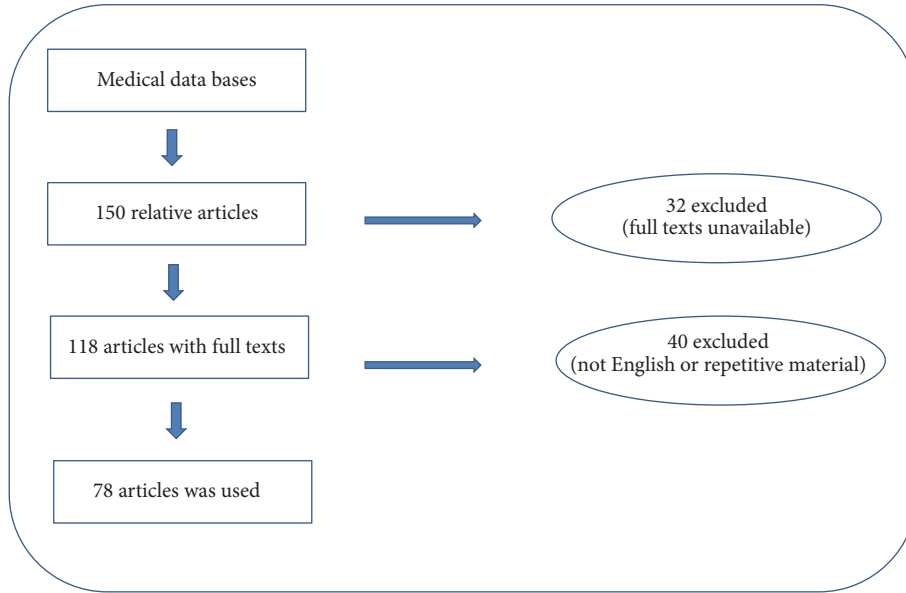 Medical data bases
150 relative articles
32 excluded
(full texts unavailable)
118 articles with full texts
40 excluded
(not English or repetitive material)
78 articles was used